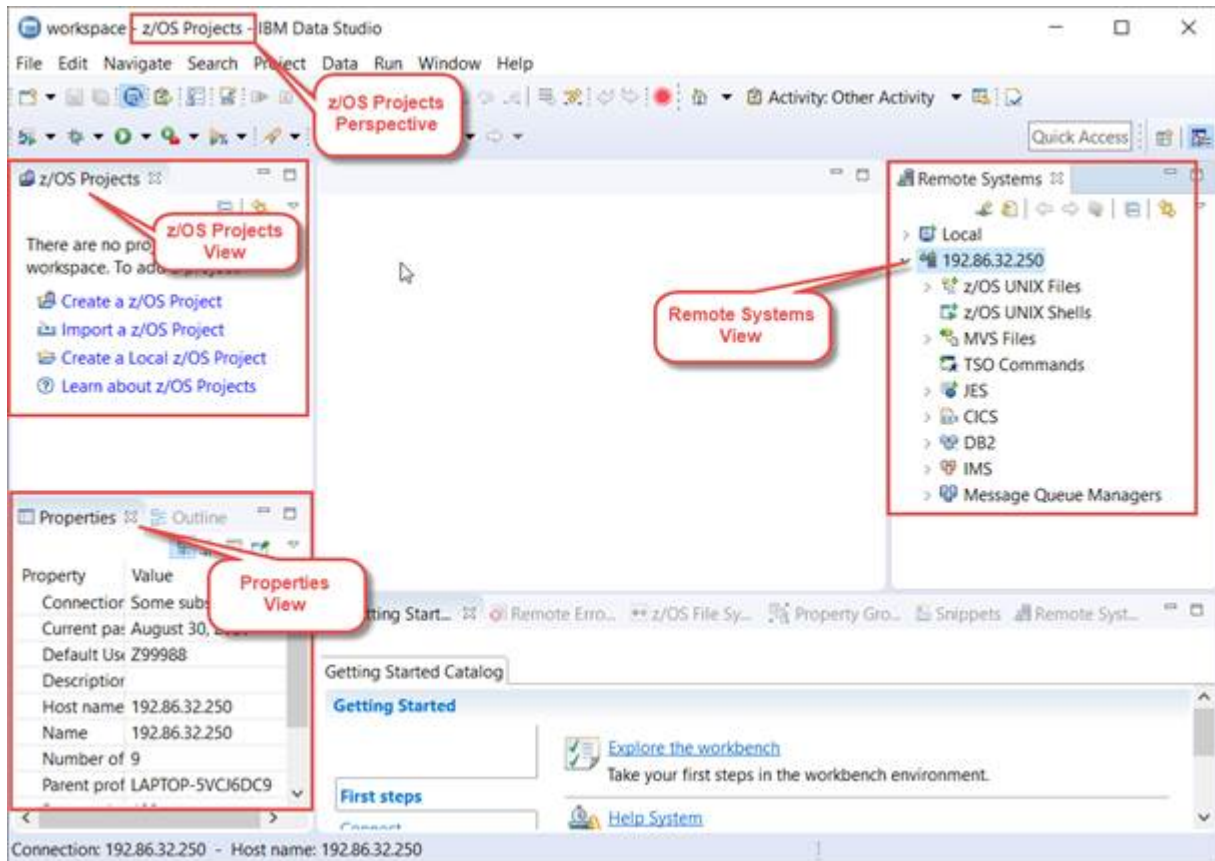 workspace - z/OS Projects - IBM Data Studio
File Edit Navigate Search Project Data Run Window Help
z/OS Projects
Perspective
Activity: Other Activity
Quick Access
z/OS Projects
z/OS Projects
View
There are no
workspace. To add
Create a z/OS Project
Import a z/OS Project
Create a Local z/OS Project
Learn about z/OS Projects
Remote Systems
Local
192.86.32.250
z/OS UNIX Files
z/OS UNIX Shells
MVS Files
TSO Commands
JES
CICS
DB2
IMS
Message Queue Managers
Remote Systems
View
Properties Outline
Properties
View
Property Value
Connection Some
Current August 30,
Default Z99988
Description
Host name 192.86.32.250
Name 192.86.32.250
Number of 9
Parent prof LAPTOP-5VCJ6DC9
Start... Remote Erro... z/OS File Sy... Property Gro... Snippets Remote Syst...
Getting Started Catalog
Getting Started
Explore the workbench
Take your first steps in the workbench environment.
First steps
Help System
Connect
Connection: 192.86.32.250 - Host name: 192.86.32.250